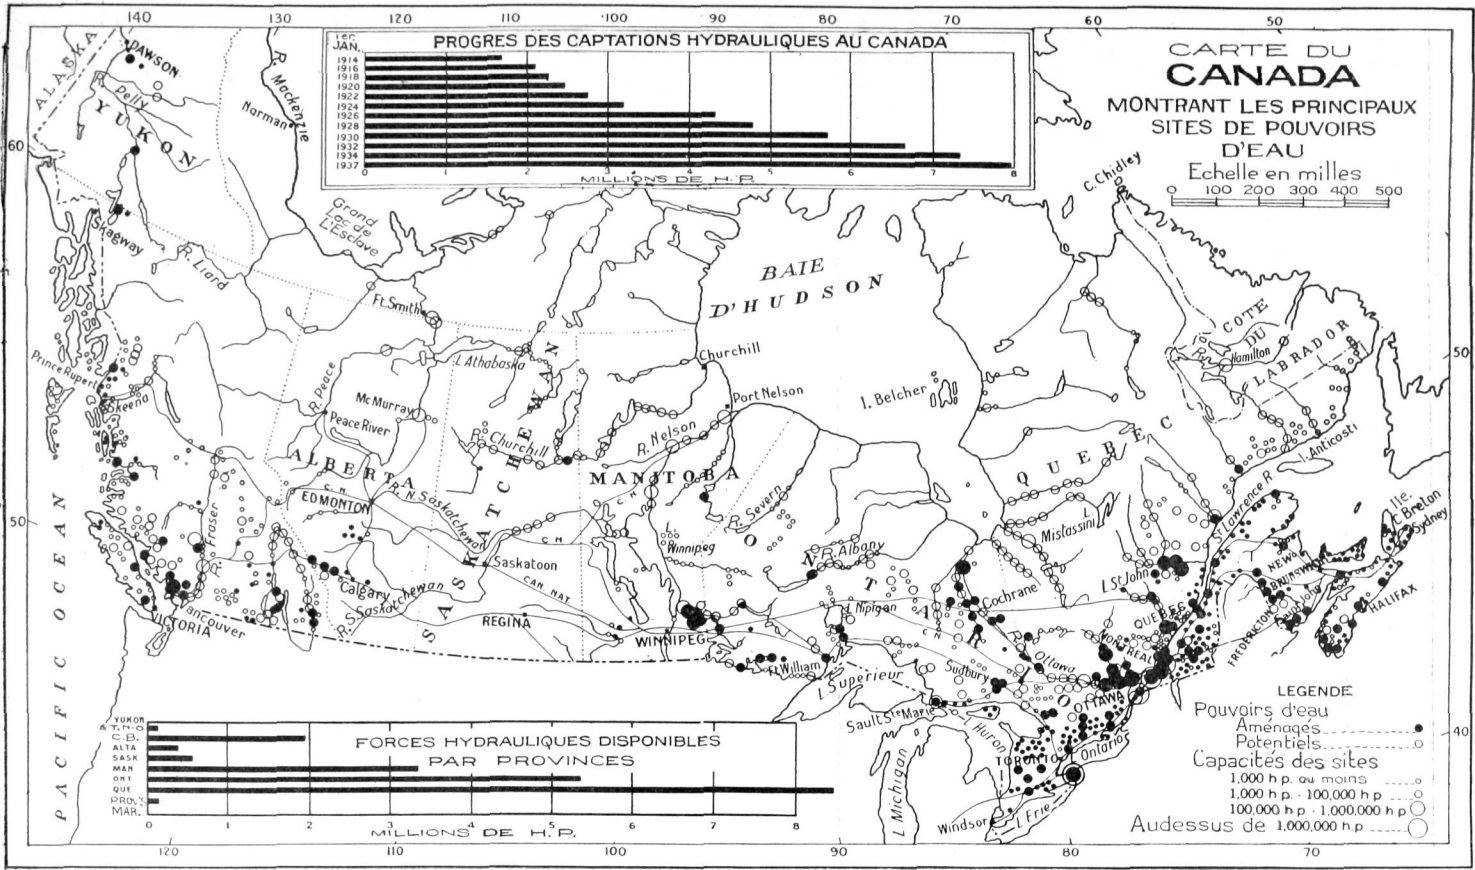 140
130
120
110
100
90
80
70
60
50
1er
JAN.
PROGRES DES CAPTATIONS HYDRAULIQUES AU CANADA
1914
1916
1918
1920
1922
1924
1926
1928
1930
1932
1934
1937
0 1 2 3 4 5 6 7 8
MILLIONS DE H.P.
CARTE DU
CANADA
MONTRANT LES PRINCIPAUX
SITES DE POUVOIRS
D'EAU
Echelle en milles
0 100 200 300 400 500
ALASKA
DAWSON
R. Pelly
YUKON
R. Mackenzie
Norman
60
Skagway
R. Liard
Grand
Lac de
L'Esclave
Ft. Smith
BAIE
D'HUDSON
C. Chidley
COTE
DU
LABRADOR
R. Hamilton
50
Prince Rupert
Skeena
R. Peace
L Athabaska
McMurray
Peace River
Churchill
Port Nelson
I. Belcher
R. Churchill
R. Nelson
ALBERTA
SASKATCHEWAN
MANITOBA
QUEBEC
I. Anticosti
C.N.
EDMONTON
R. N. Saskatchewan
C.N.
R. Severn
St Lawrence R
Ile.
C. Breton
Sydney
50
R. Fraser
C N
Saskatoon
L.
Winnipeg
ONTARIO
R. Albany
L.
Mistassini
L St John
NEW
BRUNSWICK
Calgary
R. S. Saskatchewan
CAN. NAT.
REGINA
WINNIPEG
L Nipigon
Cochrane
QUEBEC
FREDERICTON
HALIFAX
Vancouver
VICTORIA
Ft William
C N
R. Ottawa
MONTREAL
Sudbury
L Superieur
OTTAWA
Sault Ste Marie
L. Huron
TORONTO
L Ontario
L Michigan
Windsor
L Erie
PACIFIC OCEAN
LEGENDE
Pouvoirs d'eau
Aménagés
Potentiels
Capacités des sites
1,000 h.p. ou moins
1,000 h.p. - 100,000 h p
100,000 h p - 1,000,000 h p
Audessus de 1,000,000 h.p
40
YUKON
& T.N-O
C.B.
ALTA
SASK
MAN
ONT
QUE
PROV'S
MAR.
FORCES HYDRAULIQUES DISPONIBLES
PAR PROVINCES
0 1 2 3 4 5 6 7 8
MILLIONS DE H.P.
120
110
100
90
80
70